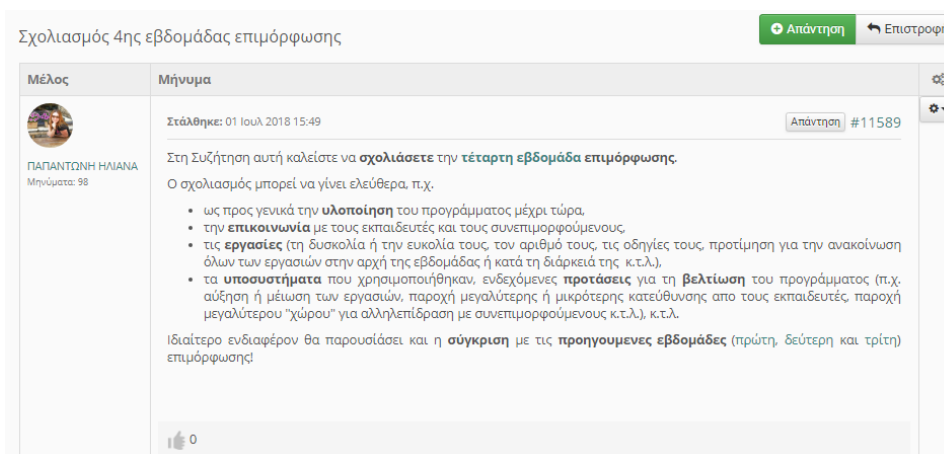 Σχολιασμός 4ης εβδομάδας επιμόρφωσης
Απάντηση
Επιστροφή
Μέλος
Μήνυμα
Στάλθηκε: 01 Ιουλ 2018 15:49
Απάντηση #11589
ΠΑΠΑΝΤΩΝΗ ΗΛΙΑΝΑ
Μηνύματα: 98
Στη Συζήτηση αυτή καλείστε να σχολιάσετε την τέταρτη εβδομάδα επιμόρφωσης.
Ο σχολιασμός μπορεί να γίνει ελεύθερα, π.χ.
• ως προς γενικά την υλοποίηση του προγράμματος μέχρι τώρα,
• την επικοινωνία με τους εκπαιδευτές και τους συνεπιμορφούμενους,
• τις εργασίες (τη δυσκολία ή την ευκολία τους, τον αριθμό τους, τις οδηγίες τους, προτίμηση για την ανακοίνωση
όλων των εργασιών στην αρχή της εβδομάδας ή κατά τη διάρκειά της κ.τ.λ.),
• τα υποσυστήματα που χρησιμοποιήθηκαν, ενδεχόμενες προτάσεις για τη βελτίωση του προγράμματος (π.χ.
αύξηση ή μείωση των εργασιών, παροχή μεγαλύτερης ή μικρότερης κατεύθυνσης απο τους εκπαιδευτές, παροχή
μεγαλύτερου "χώρου" για αλληλεπίδραση με συνεπιμορφούμενους κ.τ.λ.), κ.τ.λ.
Ιδιαίτερο ενδιαφέρον θα παρουσίάσει και η σύγκριση με τις προηγουμενες εβδομάδες (πρώτη, δεύτερη και τρίτη)
επιμόρφωσης!
0